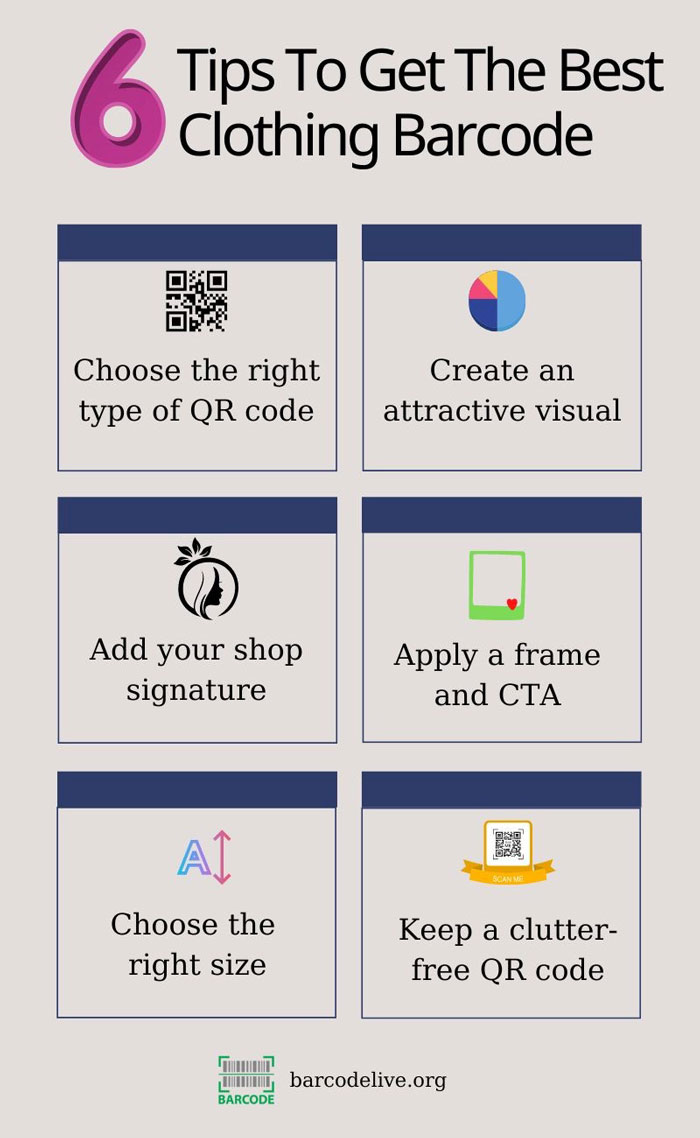 6 Tips To Get The Best
Clothing Barcode
Choose the right
type of QR code
Create an
attractive visual
Add your shop
signature
Apply a frame
and CTA
A
Choose the
right size
SCAN ME
Keep a clutter-
free QR code
BARCODE
barcodelive.org